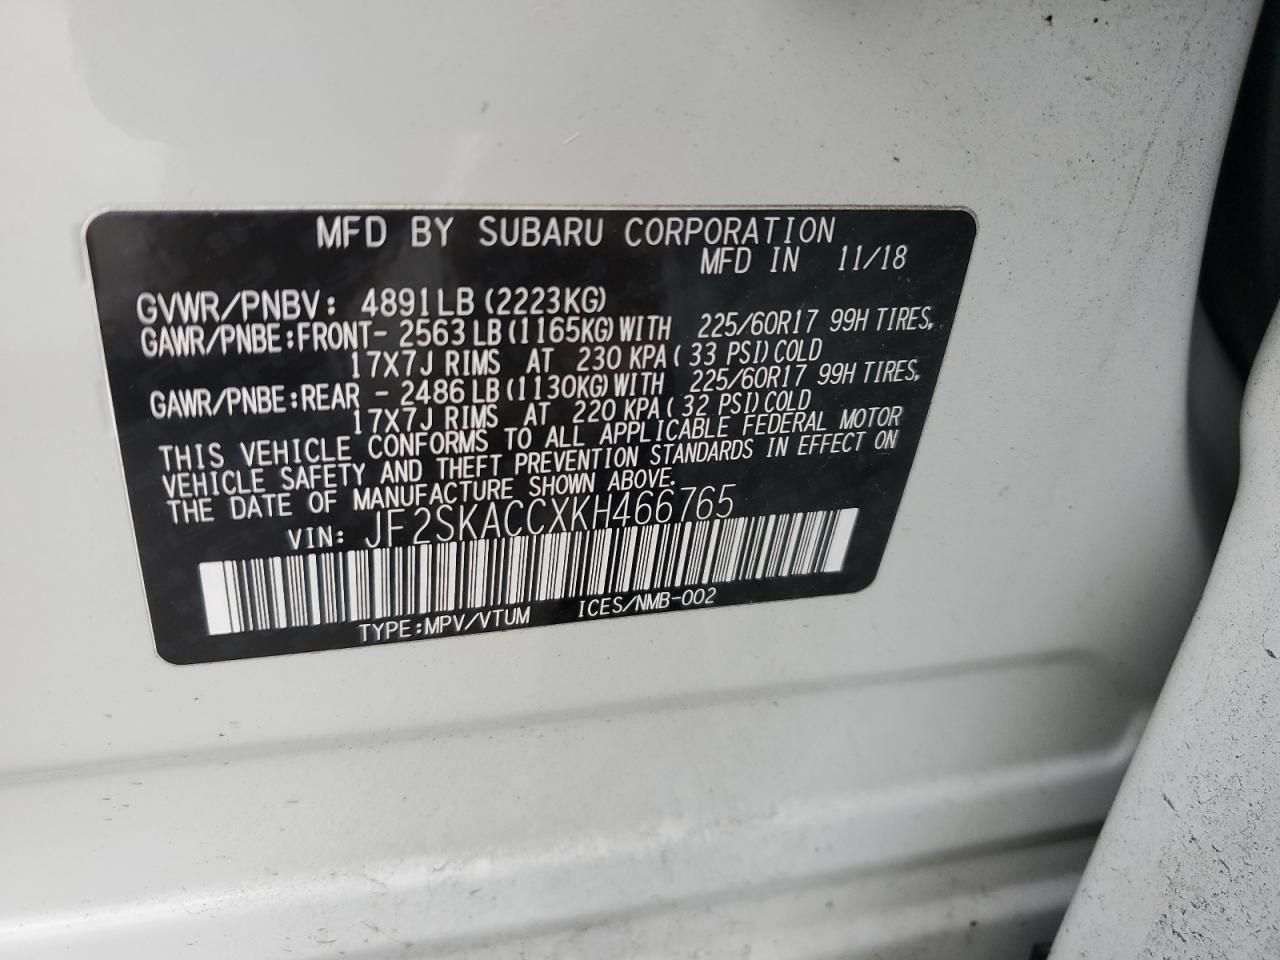 MFD BY SUBARU CORPORATION
MFD IN 11/18
GVWR/PNBV: 4891LB (2223KG)
GAWR/PNBE:FRONT- 2563 LB (1165KG) WITH 225/60R17 99H TIRES,
17X7J RIMS AT 230 KPA( 33 PSI) COLD
GAWR/PNBE:REAR - 2486 LB (1130KG) WITH 225/60R17 99H TIRES,
17X7J RIMS AT 220 KPA( 32 PSI) COLD
THIS VEHICLE CONFORMS TO ALL APPLICABLE FEDERAL MOTOR
VEHICLE SAFETY AND THEFT PREVENTION STANDARDS IN EFFECT ON
THE DATE OF MANUFACTURE SHOWN ABOVE.
VIN: JF2SKACCXKH466765
TYPE:MPV/VTUM ICES/NMB-002